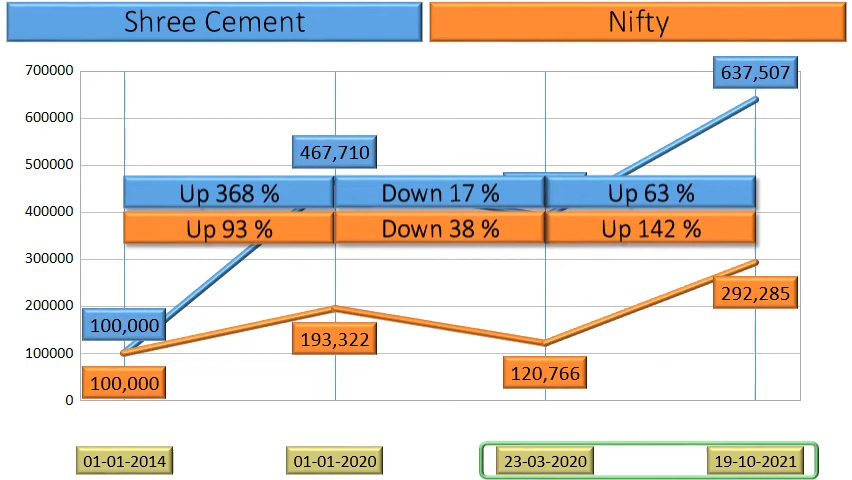 Shree Cement
Nifty
700000
637,507
600000
500000
467,710
400000
Up 368 %
Down 17 %
Up 63 %
Up 93 %
Down 38 %
Up 142 %
300000
292,285
200000
193,322
120,766
100,000
100000
100,000
0
01-01-2014
01-01-2020
23-03-2020
19-10-2021